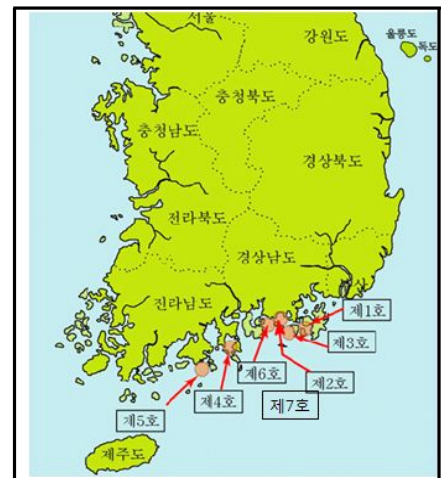 서울
강원도
울릉도
독도
충청북도
충청남도
경상북도
전라북도
경상남도
산
진라남도
제1호
제3호
제6호
제2호
제4호
제7호
제5호
제주도